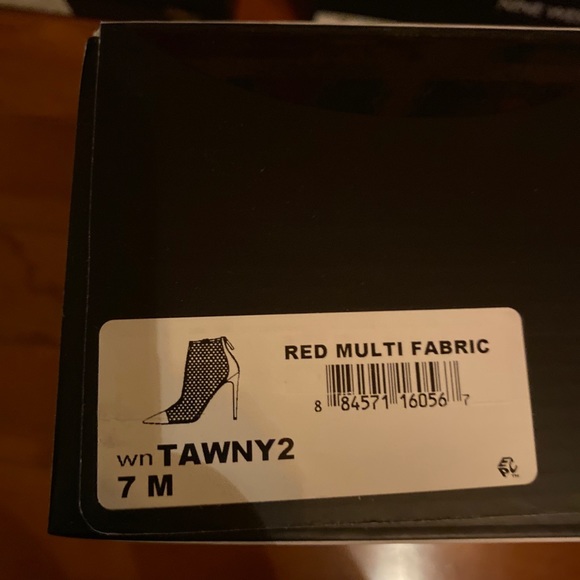 RED MULTI FABRIC
8 84571 16056 7
wn TAWNY2
7 M